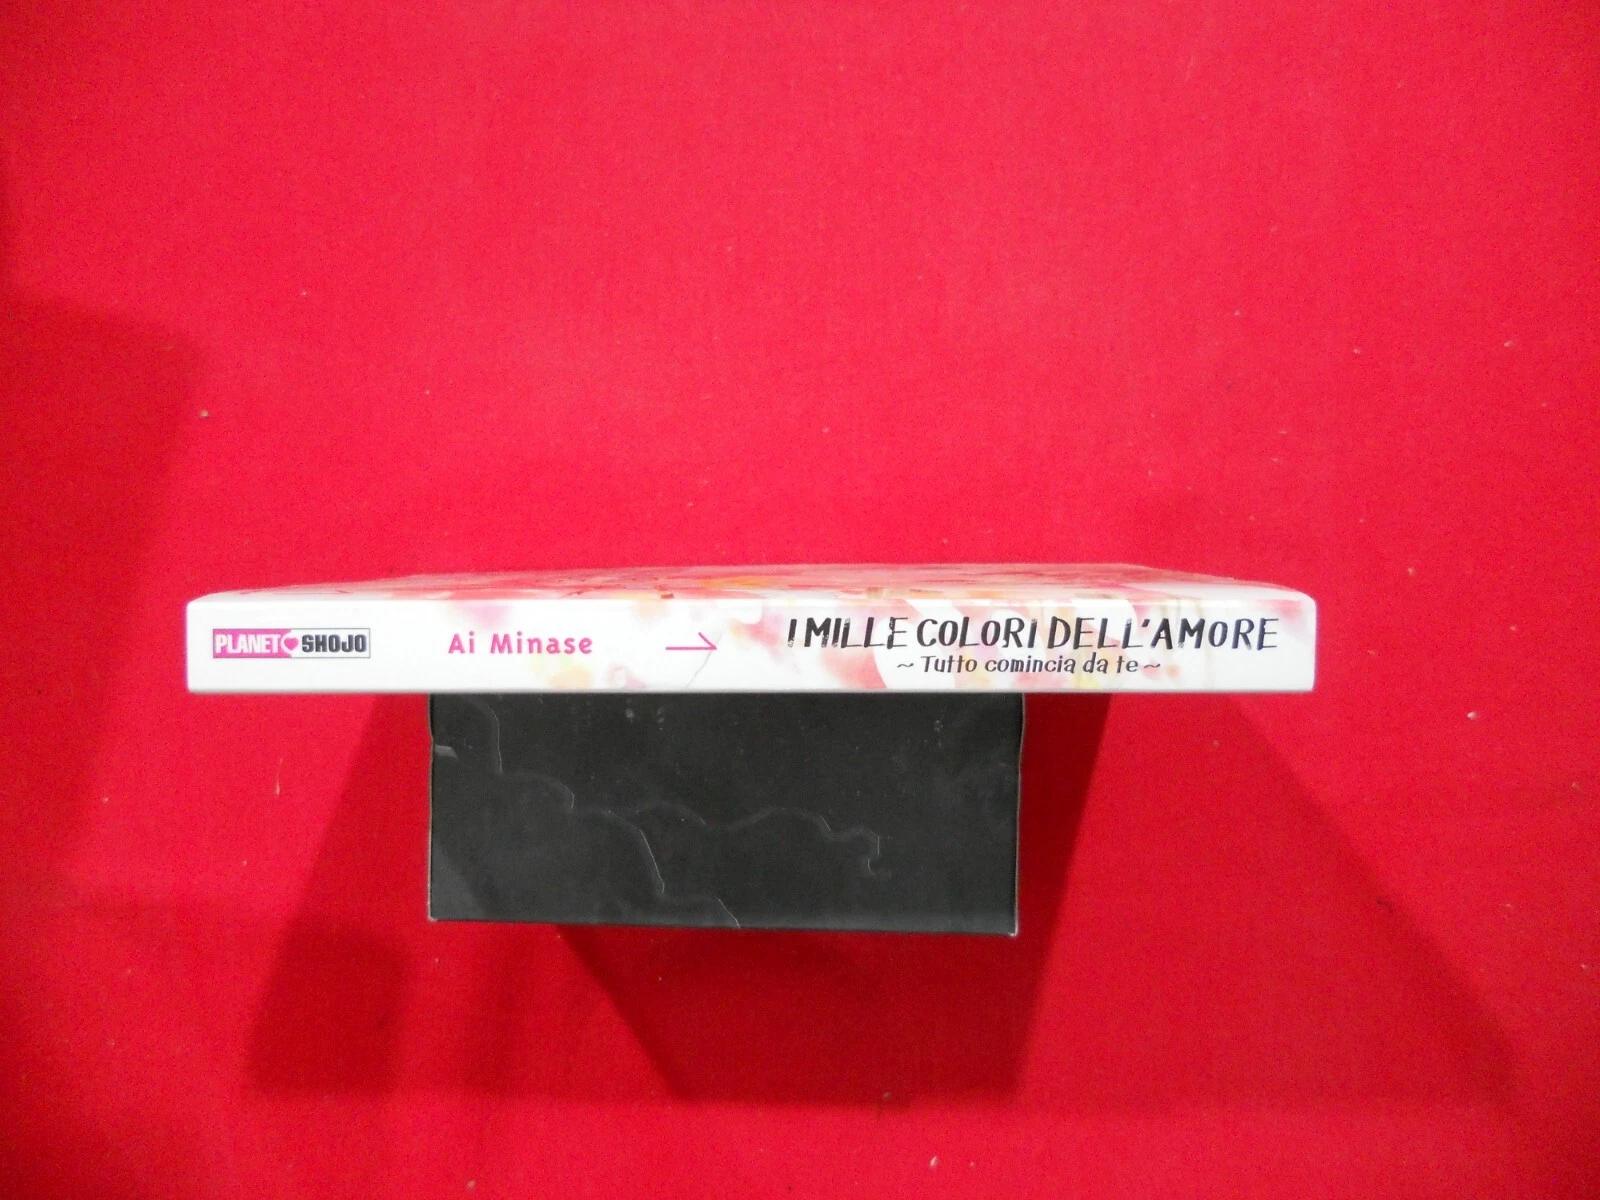 PLANET SHOJO
Ai Minase
I MILLE COLORI DELL'AMORE
~ Tutto comincia da te ~